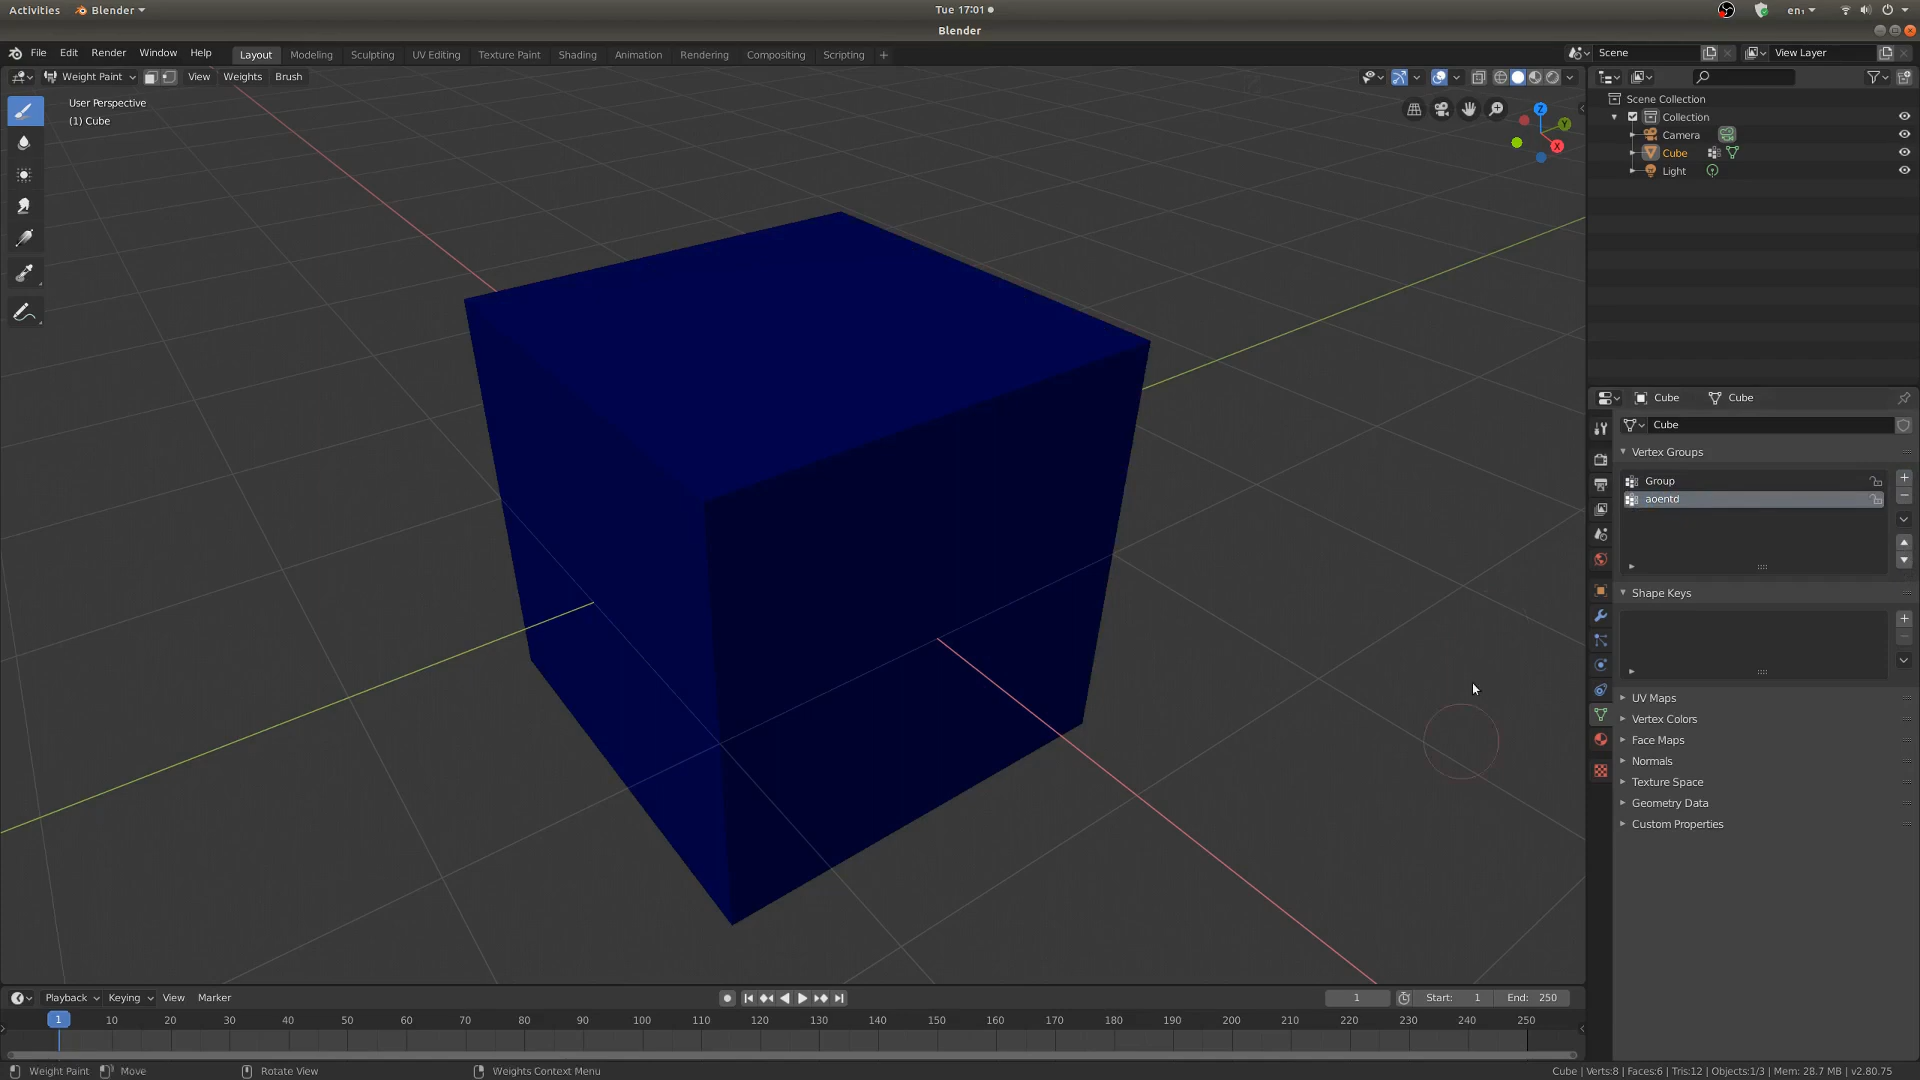 Activities Blender Tue 17:01 en₁
Blender
File Edit Render Window Help Layout Modeling Sculpting UV Editing Texture Paint Shading Animation Rendering Compositing Scripting + Scene View Layer
Weight Paint View Weights Brush
User Perspective
(1) Cube
Z
Y
X
Scene Collection
Collection
Camera
Cube
Light
Cube Cube
Cube
Vertex Groups
Group
aoentd
Shape Keys
UV Maps
Vertex Colors
Face Maps
Normals
Texture Space
Geometry Data
Custom Properties
Playback Keying View Marker 1 Start: 1 End: 250
1 10 20 30 40 50 60 70 80 90 100 110 120 130 140 150 160 170 180 190 200 210 220 230 240 250
Weight Paint Move Rotate View Weights Context Menu Cube | Verts:8 | Faces:6 | Tris:12 | Objects:1/3 | Mem: 28.7 MB | v2.80.75